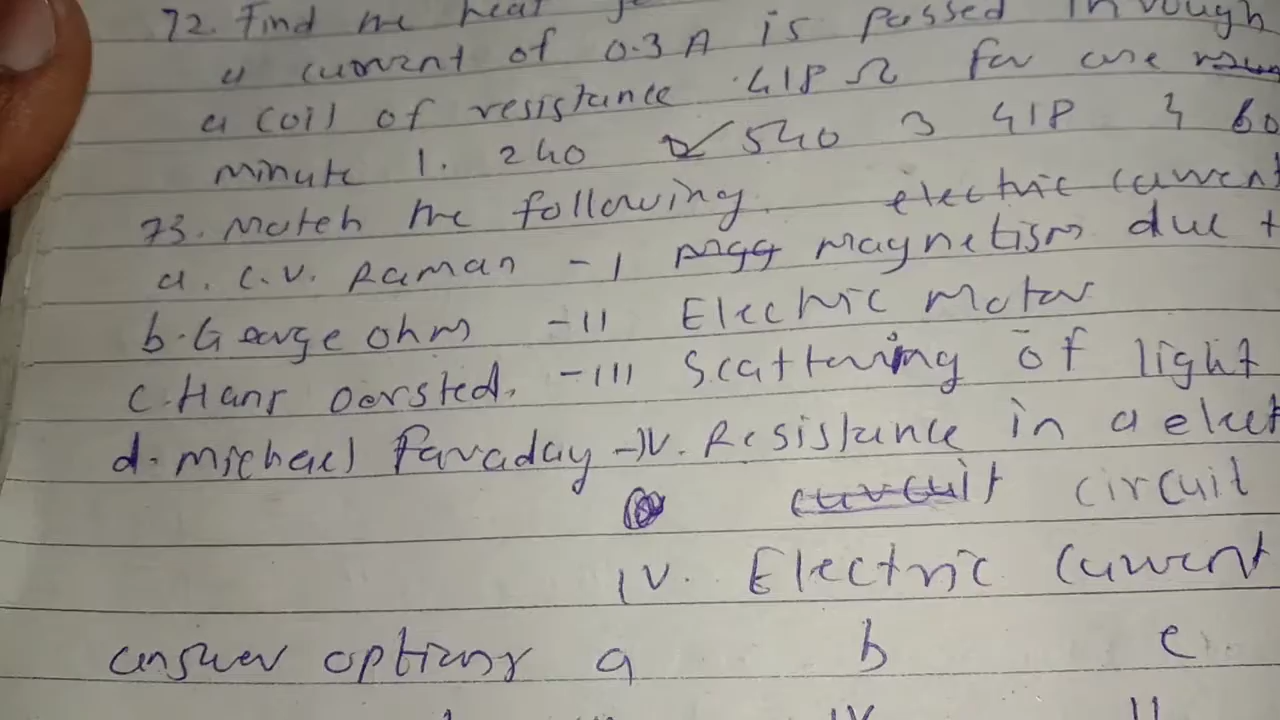 72. Find the heat
a current of 0.3 A is passed through
a coil of resistance 418 Ω for one
minute 1. 240 2 540 3 418 4 60
73. Match the following electric current
a. C.V. Raman - I magnetism due t
b. George ohm - II Electric Motor
c. Hans Oersted. - III Scattering of light
d. michael Faraday - IV. Resistance in a elect
circuit circuit
IV. Electric current
answer options a b c
IV II